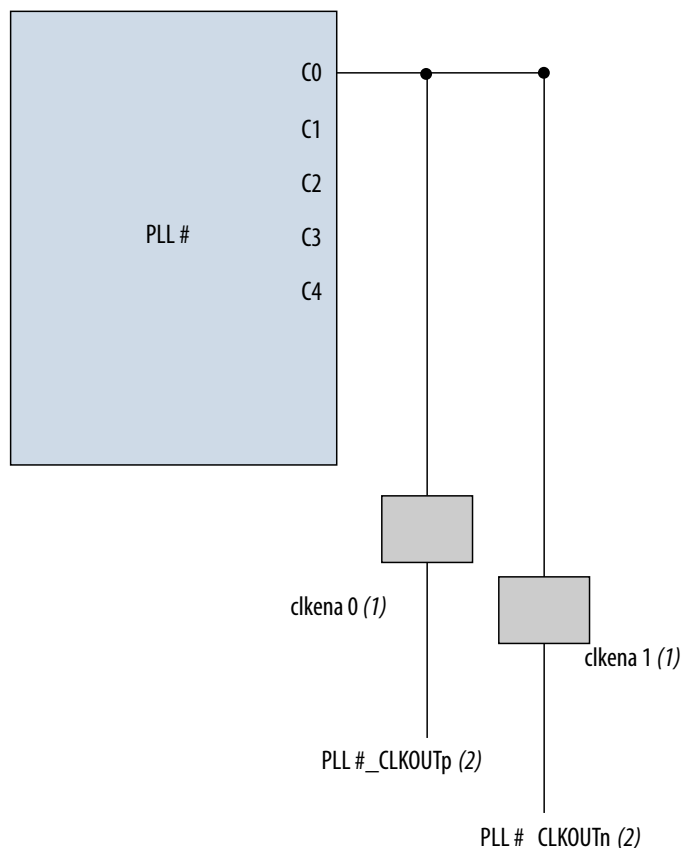 C0
C1
C2
PLL #
C3
C4
clkena 0 (1)
clkena 1 (1)
PLL #_CLKOUTp (2)
PLL # CLKOUTn (2)